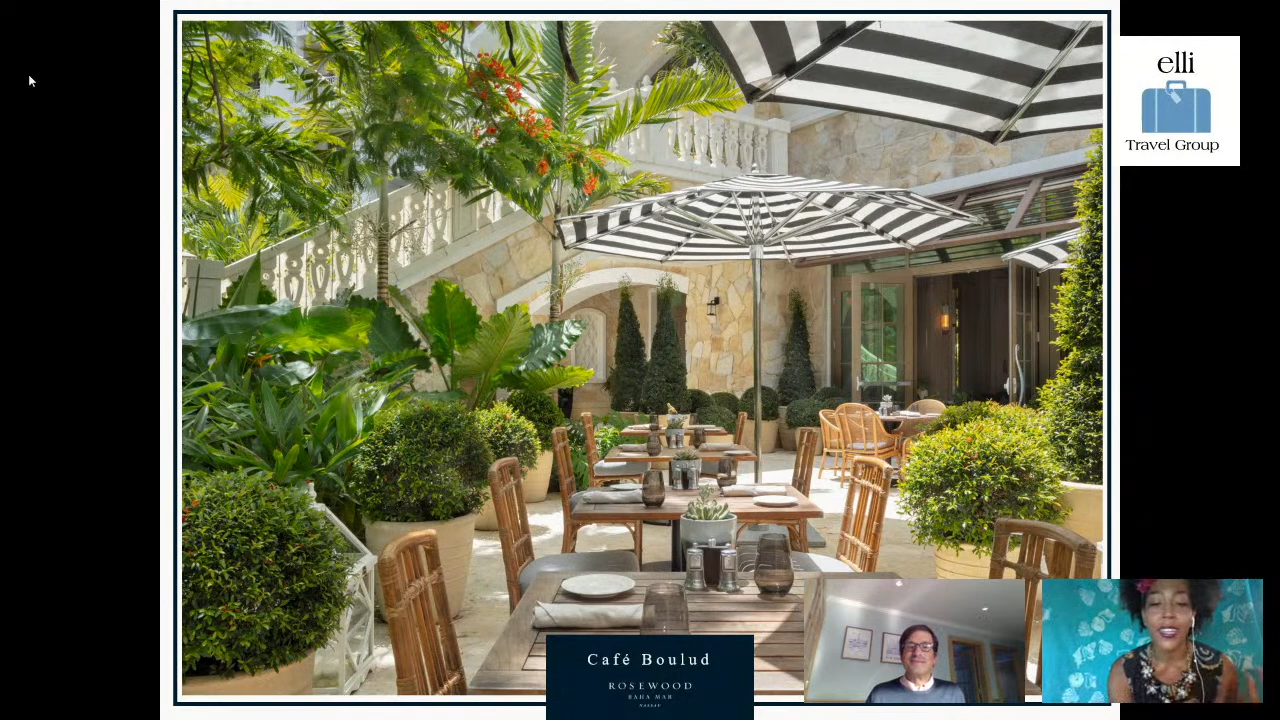 elli
Travel Group
Café Boulud
ROSEWOOD
BAHA MAR
NASSAU